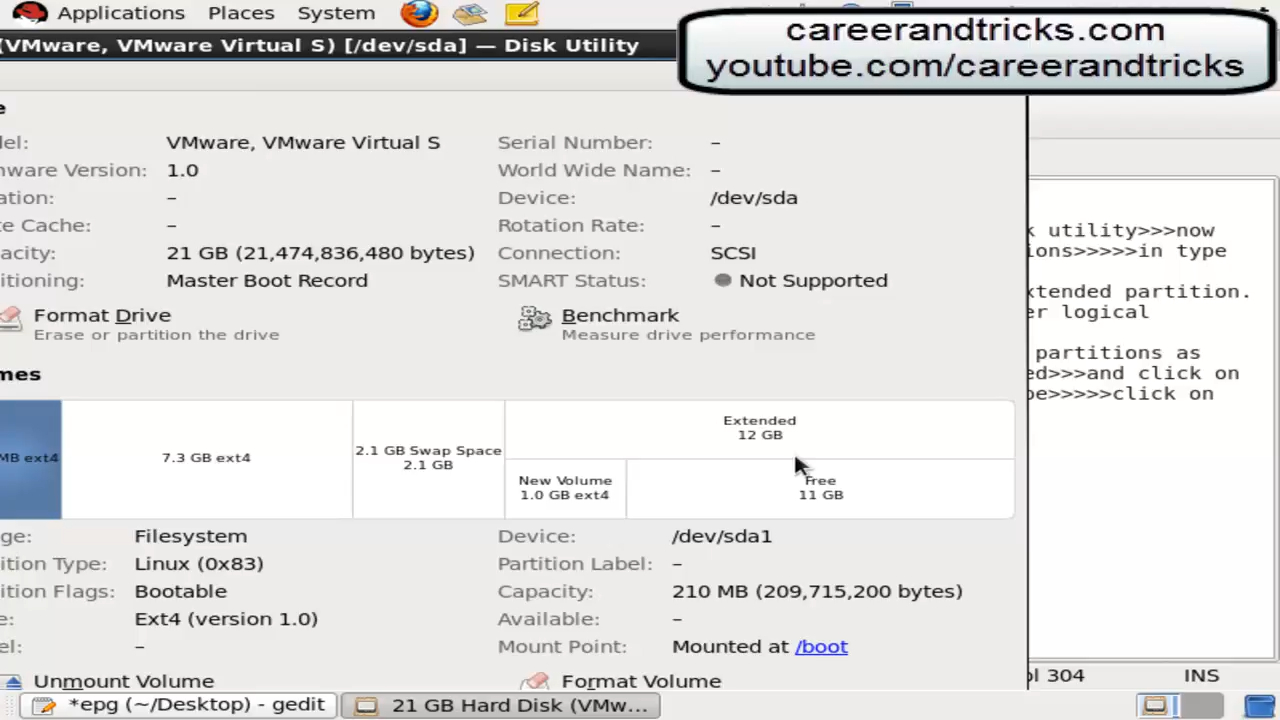 Applications Places System
careerandtricks.com
youtube.com/careerandtricks
(VMware, VMware Virtual S) [/dev/sda] — Disk Utility
e
del: VMware, VMware Virtual S Serial Number: –
mware Version: 1.0 World Wide Name: –
ation: – Device: /dev/sda
te Cache: – Rotation Rate: –
acity: 21 GB (21,474,836,480 bytes) Connection: SCSI
itioning: Master Boot Record SMART Status: Not Supported
Format Drive Benchmark
Erase or partition the drive Measure drive performance
mes
MB ext4
7.3 GB ext4
2.1 GB Swap Space
2.1 GB
Extended
12 GB
New Volume
1.0 GB ext4
Free
11 GB
ge: Filesystem Device: /dev/sda1
ition Type: Linux (0x83) Partition Label: –
ition Flags: Bootable Capacity: 210 MB (209,715,200 bytes)
e: Ext4 (version 1.0) Available: –
el: – Mount Point: Mounted at /boot
Unmount Volume Format Volume
k utility>>>now
ions>>>>>in type
xtended partition.
er logical
partitions as
ed>>>and click on
pe>>>>>click on
ol 304 INS
*epg (~/Desktop) - gedit 21 GB Hard Disk (VMw...